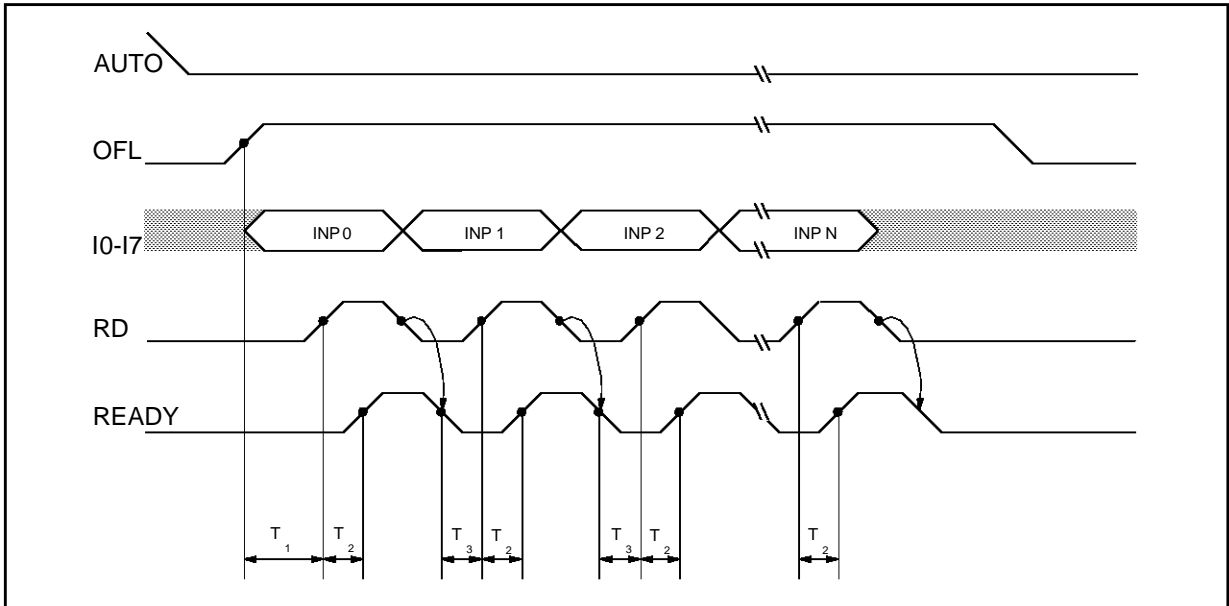 AUTO
OFL
I0-I7
INP 0
INP 1
INP 2
INP N
RD
READY
T1
T2
T3
T2
T3
T2
T2